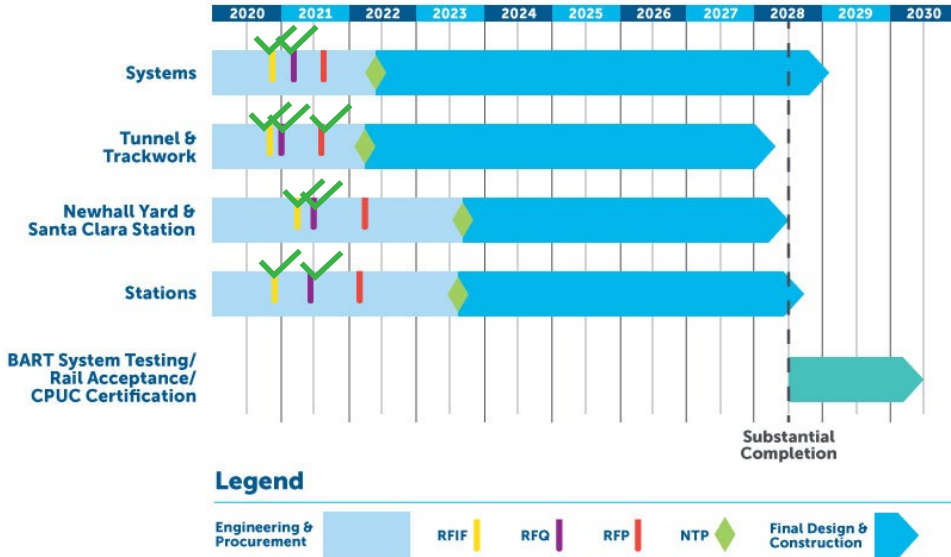 2020 2021 2022 2023 2024 2025 2026 2027 2028 2029 2030
Systems
Tunnel &
Trackwork
Newhall Yard &
Santa Clara Station
Stations
BART System Testing/
Rail Acceptance/
CPUC Certification
Substantial
Completion
Legend
Engineering &
Procurement
RFIF
RFQ
RFP
NTP
Final Design &
Construction